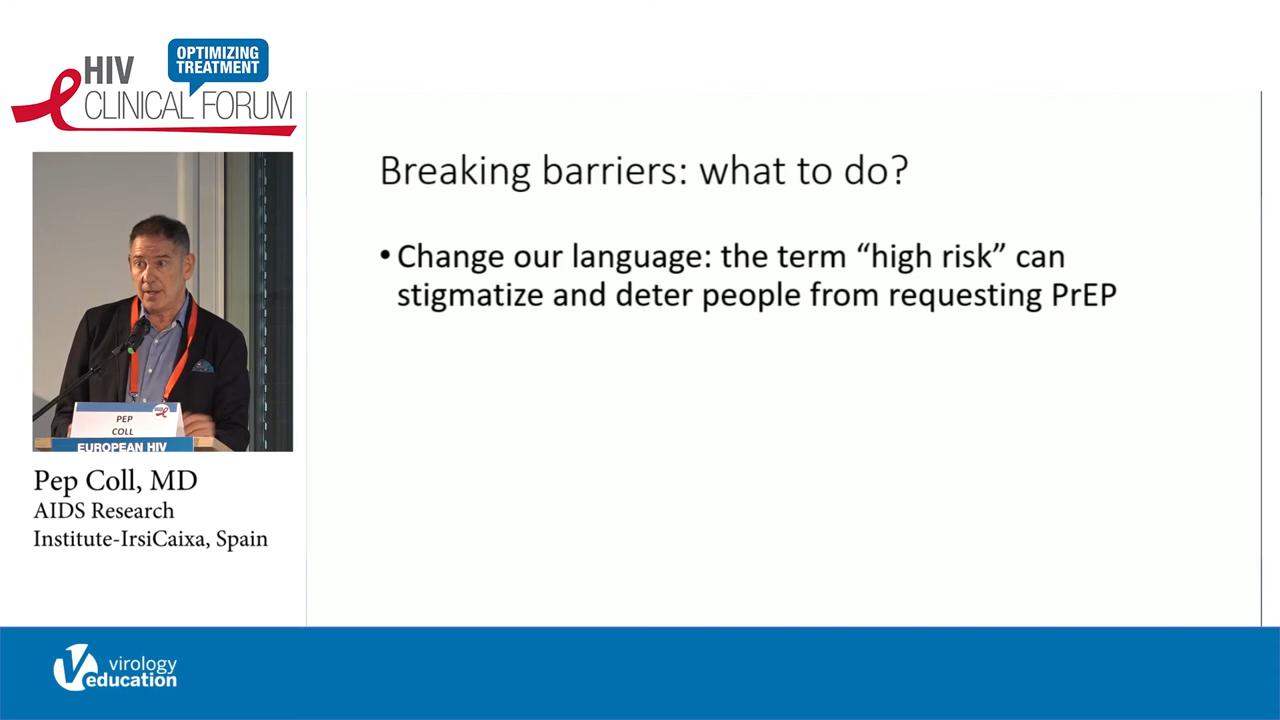 OPTIMIZING
TREATMENT
HIV
CLINICAL FORUM
Breaking barriers: what to do?
• Change our language: the term “high risk” can
stigmatize and deter people from requesting PrEP
PEP
COLL
EUROPEAN HIV
Pep Coll, MD
AIDS Research
Institute-IrsiCaixa, Spain
virology
education